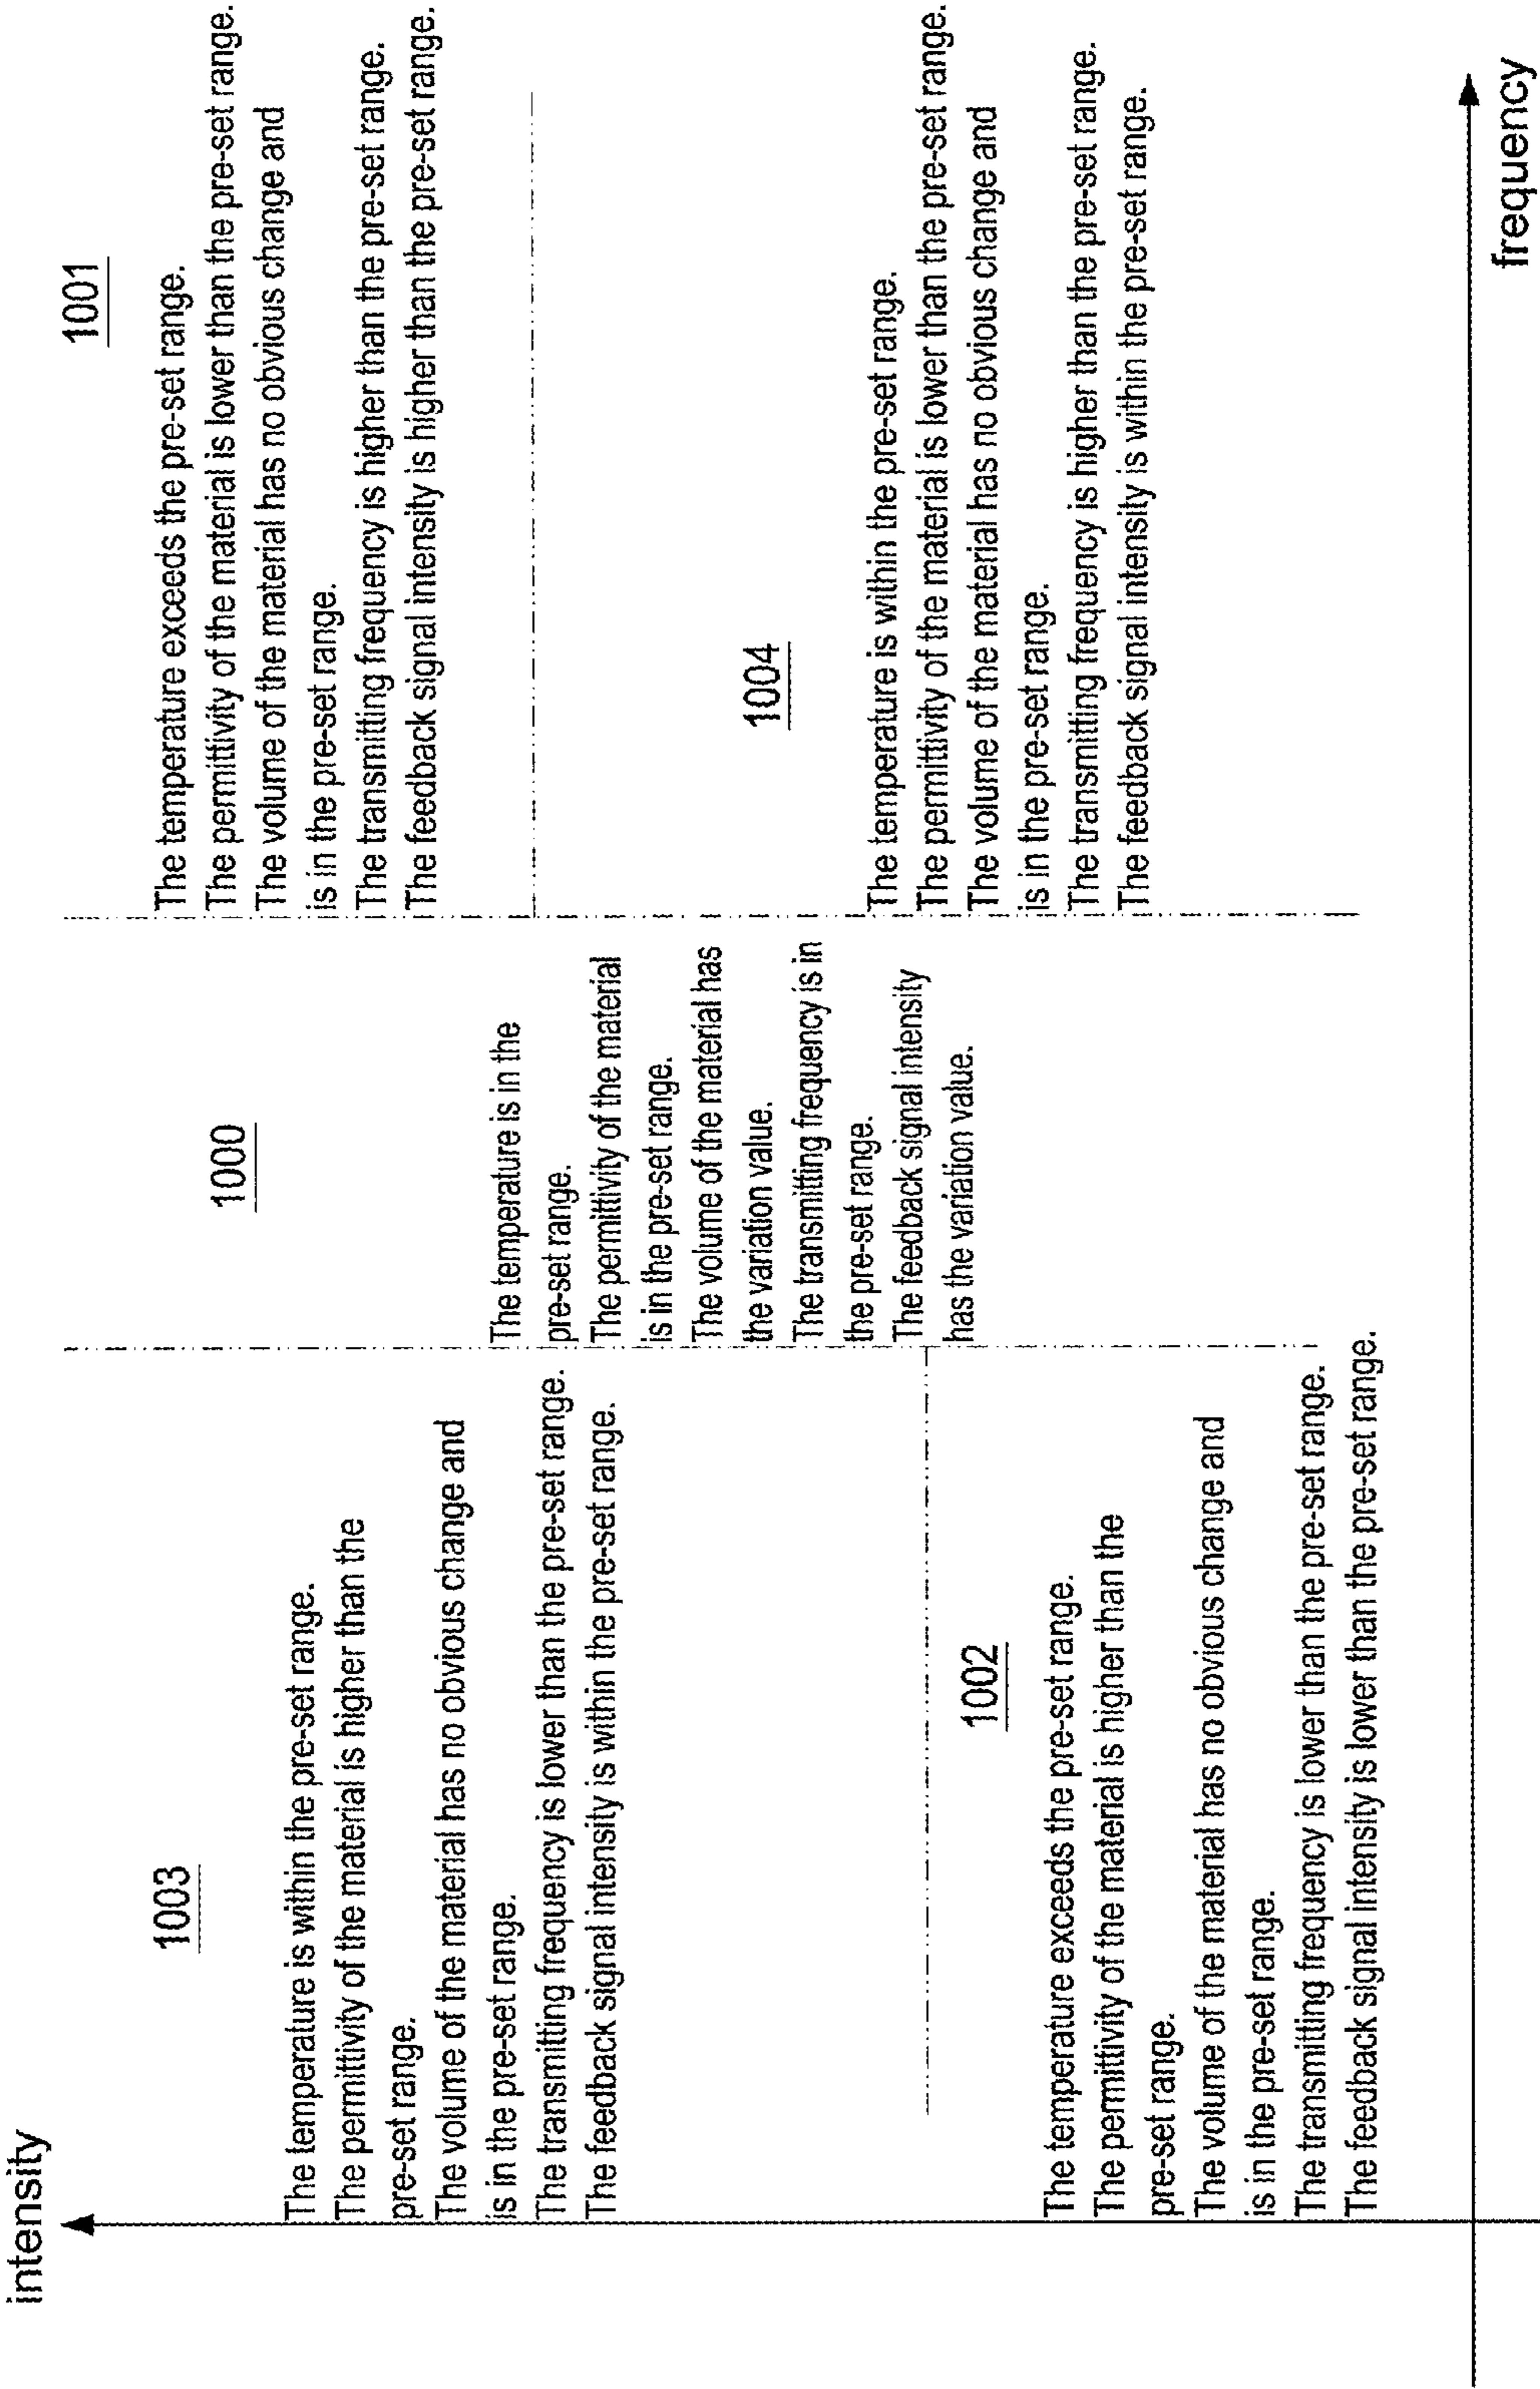 intensity
1003
The temperature is within the pre-set range.
The permittivity of the material is higher than the
pre-set range.
The volume of the material has no obvious change and
is in the pre-set range.
The transmitting frequency is lower than the pre-set range.
The feedback signal intensity is within the pre-set range.
1002
The temperature exceeds the pre-set range.
The permittivity of the material is higher than the
pre-set range.
The volume of the material has no obvious change and
is in the pre-set range.
The transmitting frequency is lower than the pre-set range.
The feedback signal intensity is lower than the pre-set range.
1000
The temperature is in the
pre-set range.
The permittivity of the material
is in the pre-set range.
The volume of the material has
the variation value.
The transmitting frequency is in
the pre-set range.
The feedback signal intensity
has the variation value.
1001
The temperature exceeds the pre-set range.
The permittivity of the material is lower than the pre-set range.
The volume of the material has no obvious change and
is in the pre-set range.
The transmitting frequency is higher than the pre-set range.
The feedback signal intensity is higher than the pre-set range.
1004
The temperature is within the pre-set range.
The permittivity of the material is lower than the pre-set range.
The volume of the material has no obvious change and
is in the pre-set range.
The transmitting frequency is higher than the pre-set range.
The feedback signal intensity is within the pre-set range.
frequency